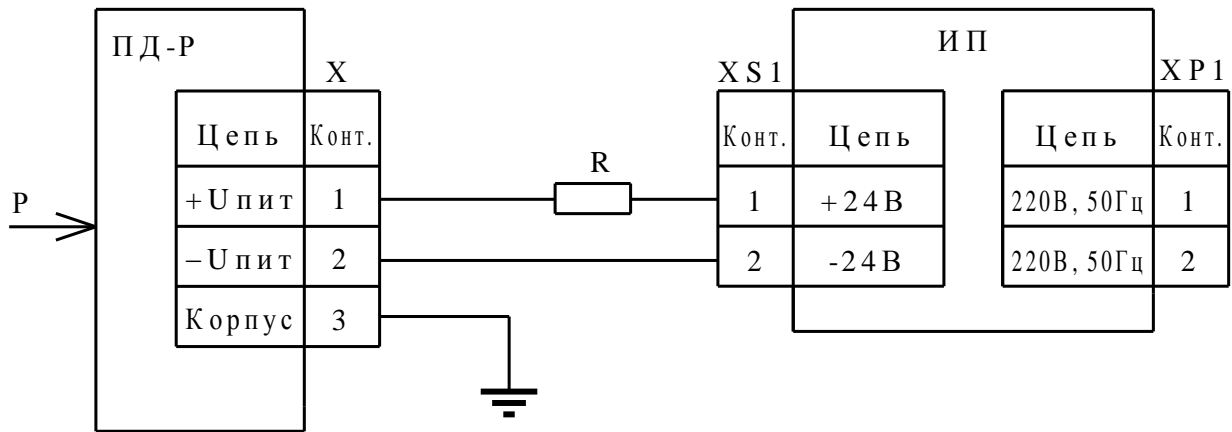 ПД-Р
ИП
X
XS1
XP1
Цепь Конт.
Конт. Цепь
Цепь Конт.
R
P
+Uпит 1
1 +24В
220В, 50Гц 1
–Uпит 2
2 -24В
220В, 50Гц 2
Корпус 3